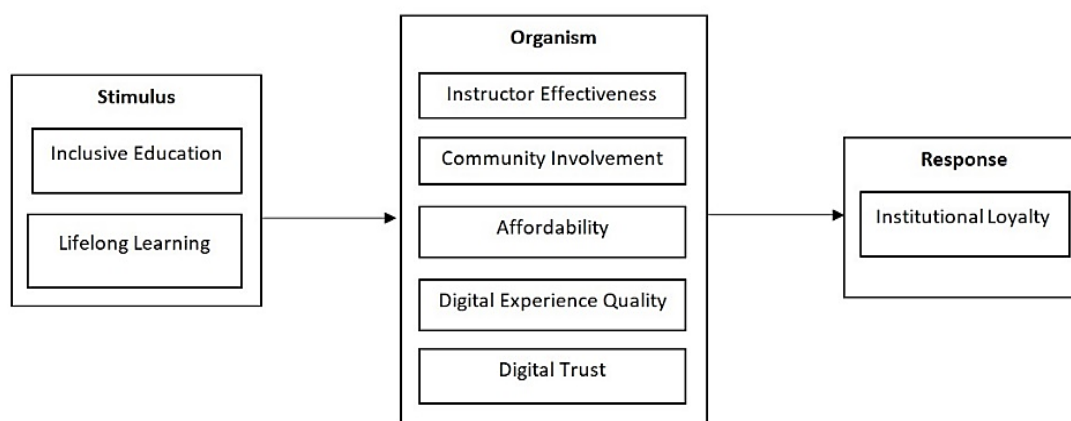 Stimulus
Inclusive Education
Lifelong Learning
Organism
Instructor Effectiveness
Community Involvement
Affordability
Digital Experience Quality
Digital Trust
Response
Institutional Loyalty